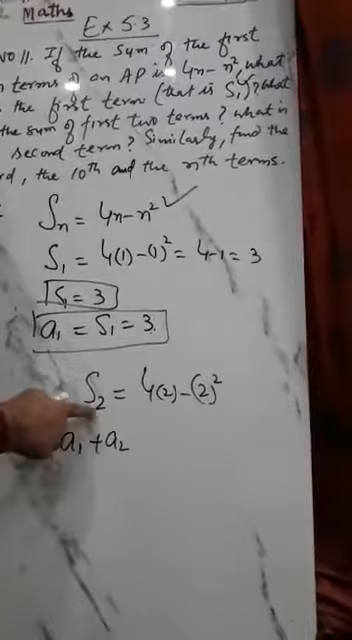 Maths
Ex 5.3
NO 11. If the sum of the first
n terms of an AP is 4n-n², what
the first term (that is S₁)? what
the sum of first two terms? what is
second term? Similarly, find the
rd, the 10th and the nth terms.
Sn = 4n-n² ✓
S₁ = 4(1)-(1)² = 4-1 = 3
S₁ = 3
a₁ = S₁ = 3.
S₂ = 4(2)-(2)²
a₁+a₂